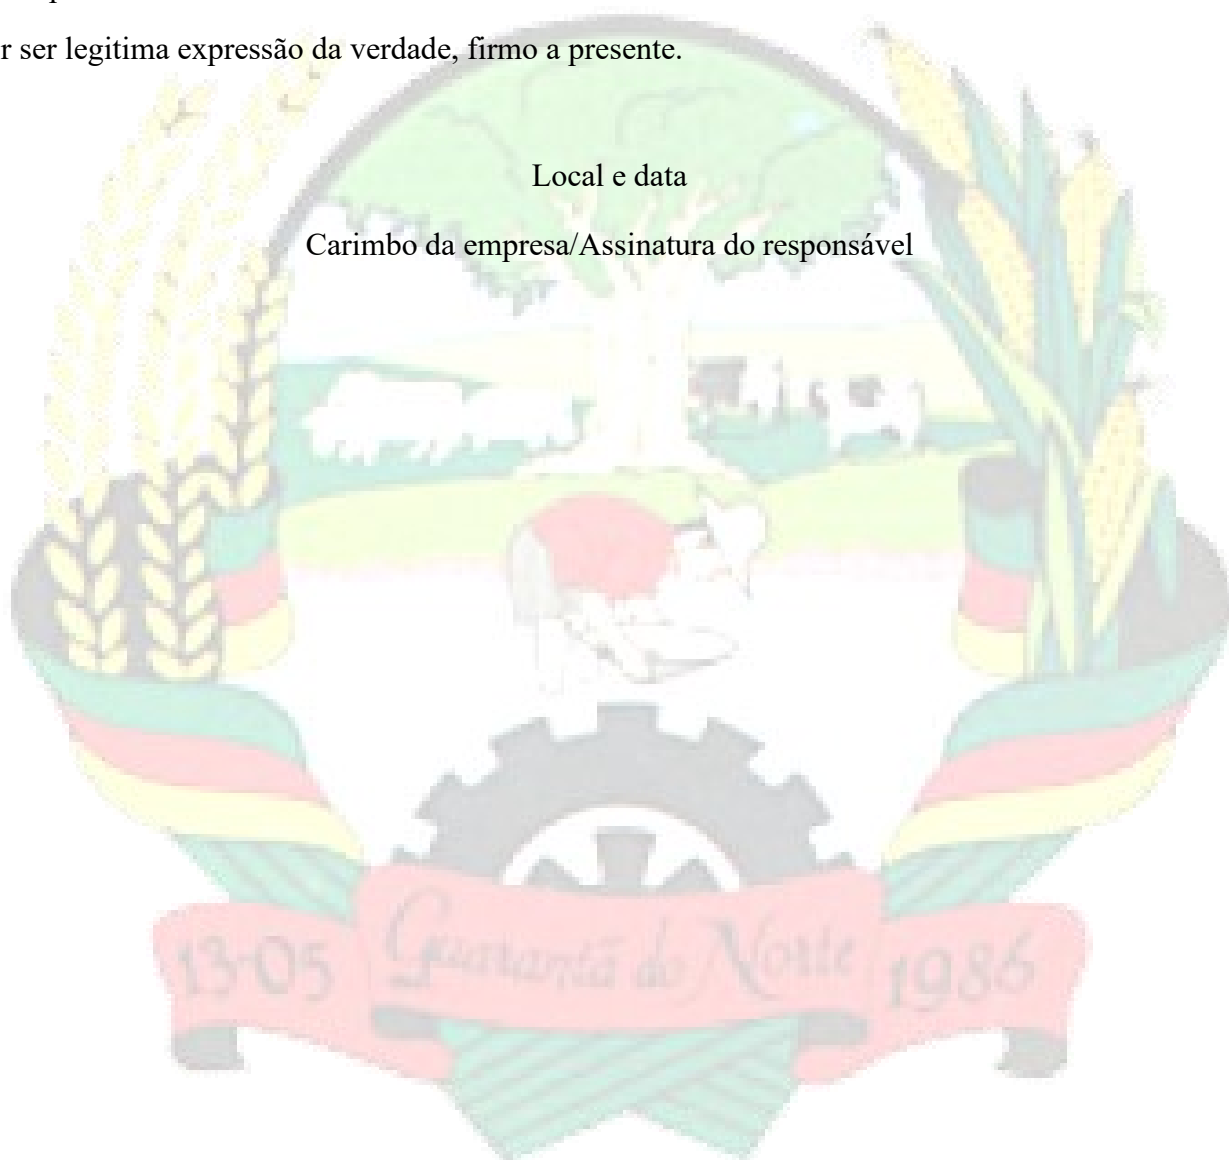 r ser legitima expressão da verdade, firmo a presente.
Local e data
Carimbo da empresa/Assinatura do responsável
13-05 Guarantã do Norte 1986